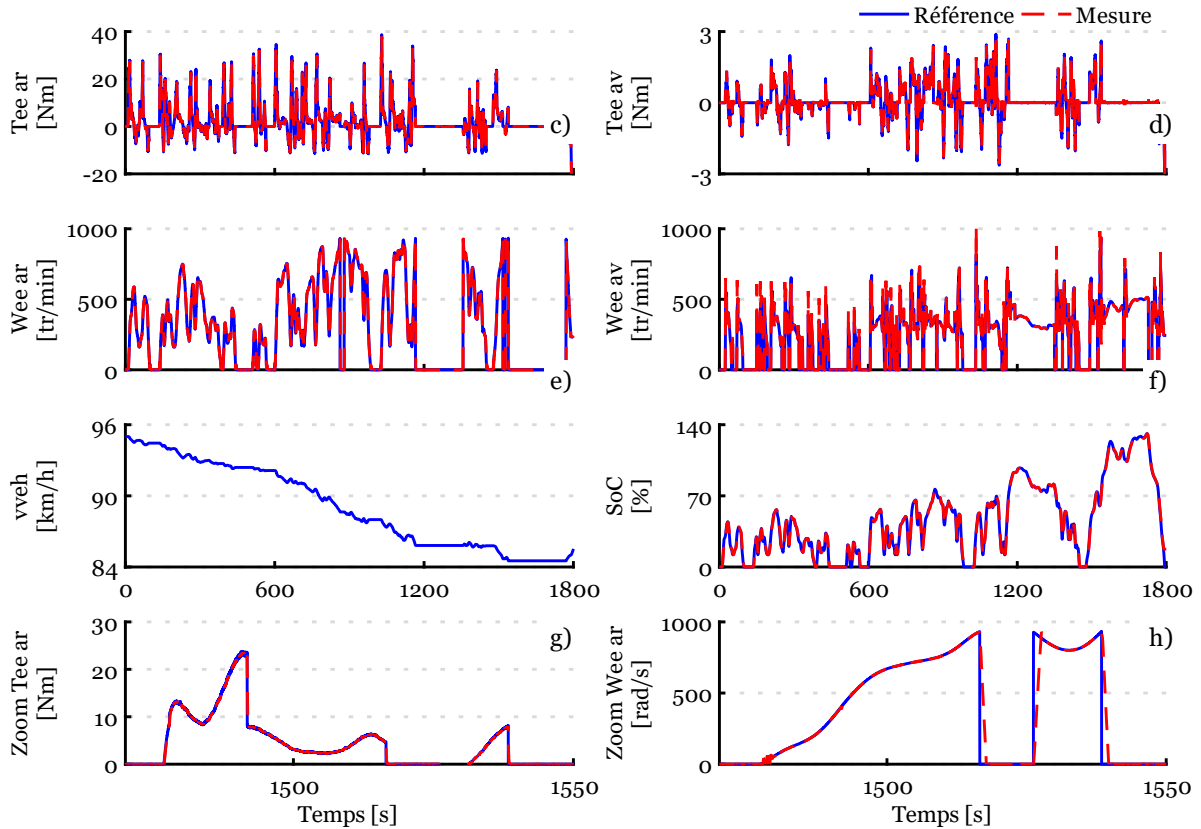 Référence Mesure
Tee ar
[Nm]
40
20
0
-20
c)
Tee av
[Nm]
3
0
-3
d)
Wee ar
[tr/min]
1000
500
0
e)
Wee av
[tr/min]
1000
500
0
f)
vveh
[km/h]
96
90
84
0 600 1200 1800
SoC
[%]
140
70
0
0 600 1200 1800
Zoom Tee ar
[Nm]
30
20
10
0
g)
1500 1550
Temps [s]
Zoom Wee ar
[rad/s]
1000
500
0
h)
1500 1550
Temps [s]